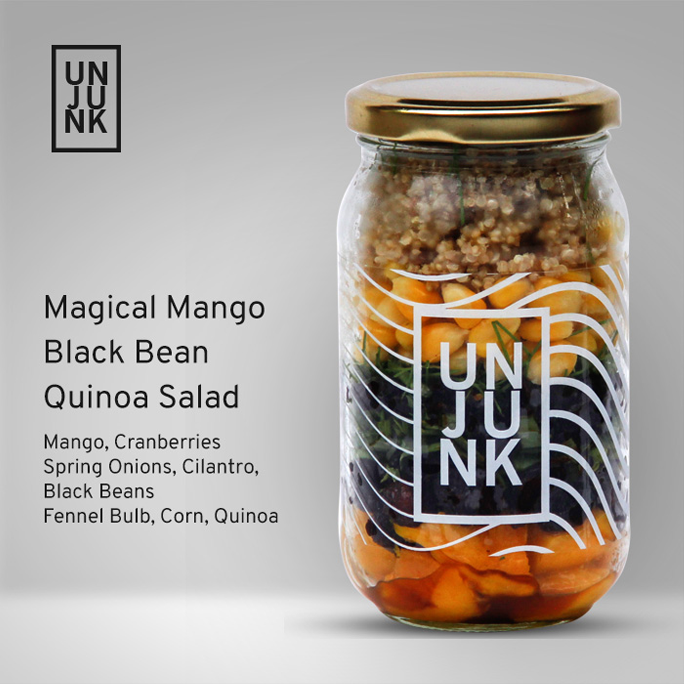 UN
JU
NK
Magical Mango
Black Bean
Quinoa Salad
Mango, Cranberries
Spring Onions, Cilantro,
Black Beans
Fennel Bulb, Corn, Quinoa
UN
JU
NK